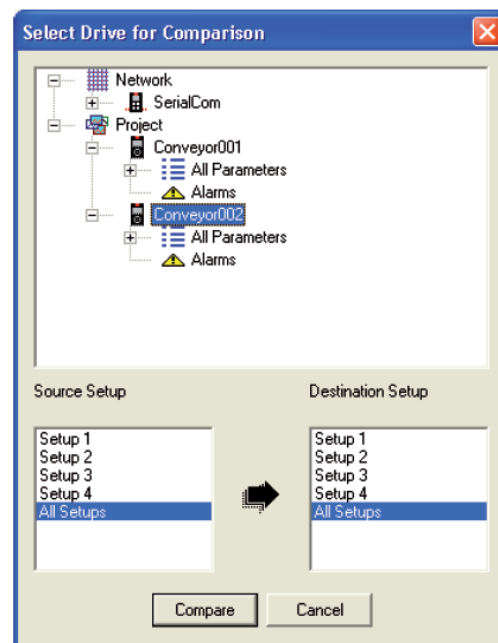 Select Drive for Comparison
Network
SerialCom
Project
Conveyor001
All Parameters
Alarms
Conveyor002
All Parameters
Alarms
Source Setup Destination Setup
Setup 1 Setup 1
Setup 2 Setup 2
Setup 3 Setup 3
Setup 4 Setup 4
All Setups All Setups
Compare Cancel